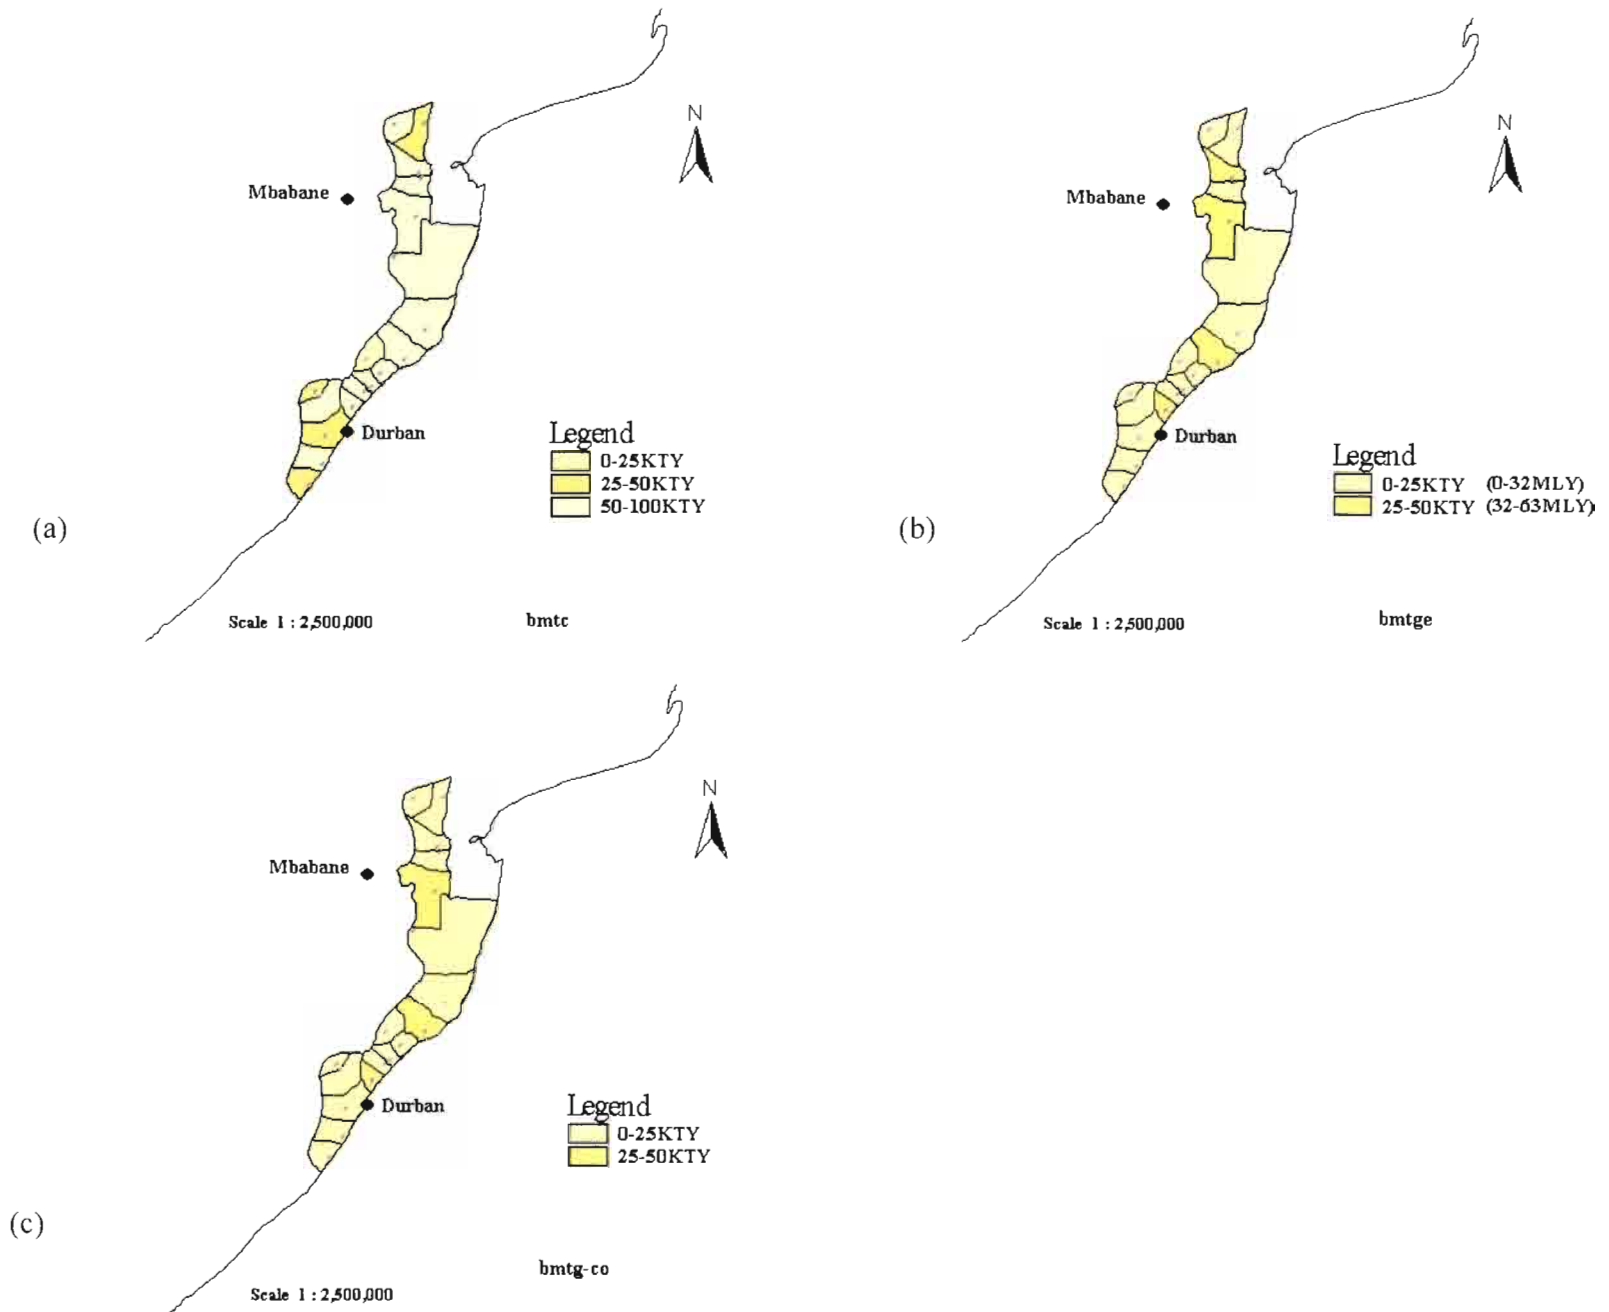 N
Mbabane
Durban
Legend
0-25KTY
25-50KTY
50-100KTY
(a)
Scale 1 : 2,500,000
bmtc
N
Mbabane
Durban
Legend
0-25KTY (0-32MLY)
25-50KTY (32-63MLY)
(b)
Scale 1 : 2,500,000
bmtge
N
Mbabane
Durban
Legend
0-25KTY
25-50KTY
(c)
bmtg-co
Scale 1 : 2,500,000